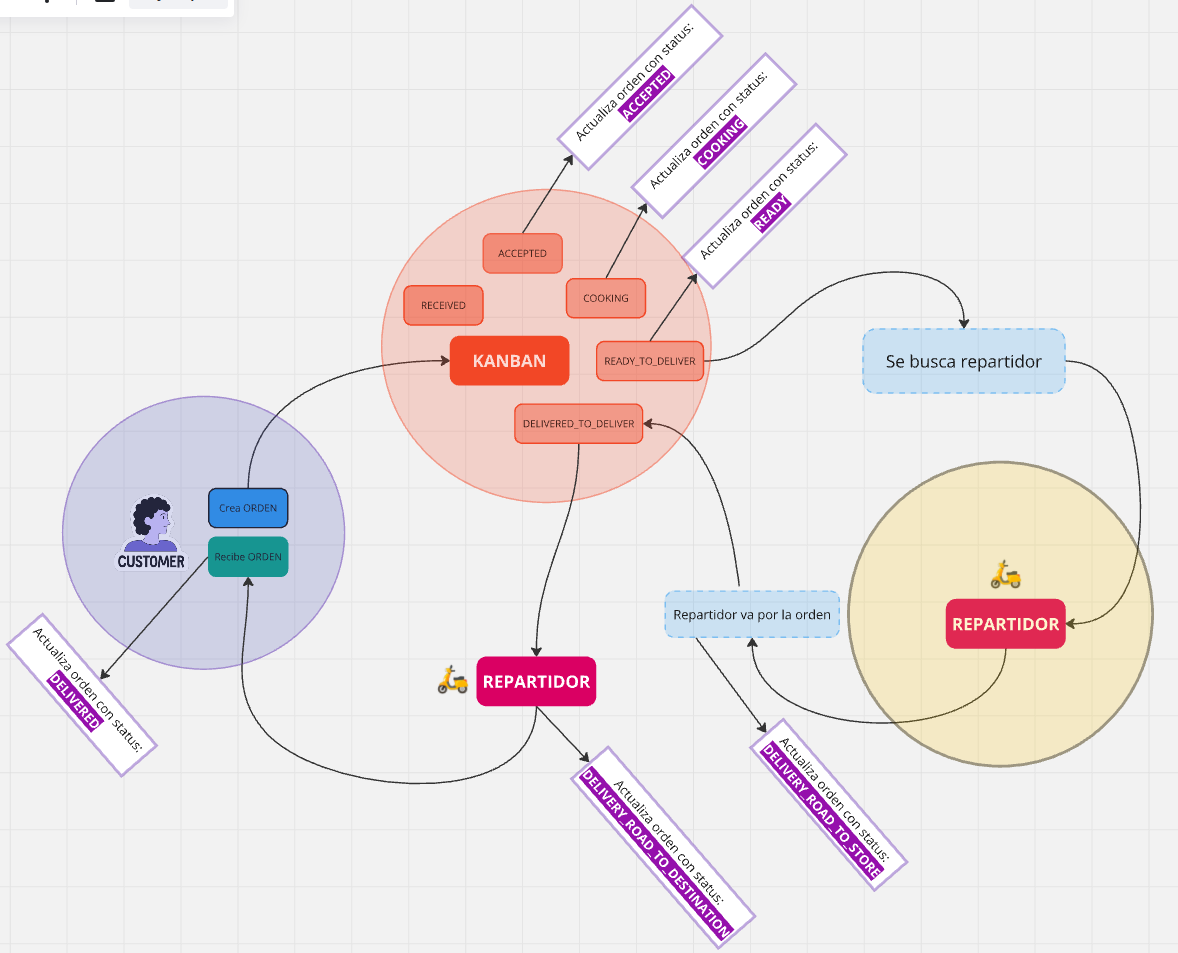 Actualiza orden con status:
ACCEPTED
Actualiza orden con status:
COOKING
Actualiza orden con status:
READY
ACCEPTED
RECEIVED
COOKING
KANBAN
READY_TO_DELIVER
DELIVERED_TO_DELIVER
Se busca repartidor
Crea ORDEN
CUSTOMER
Recibe ORDEN
Actualiza orden con status:
DELIVERED
Repartidor va por la orden
REPARTIDOR
REPARTIDOR
Actualiza orden con status:
DELIVERY_ROAD_TO_DESTINATION
Actualiza orden con status:
DELIVERY_ROAD_TO_STORE